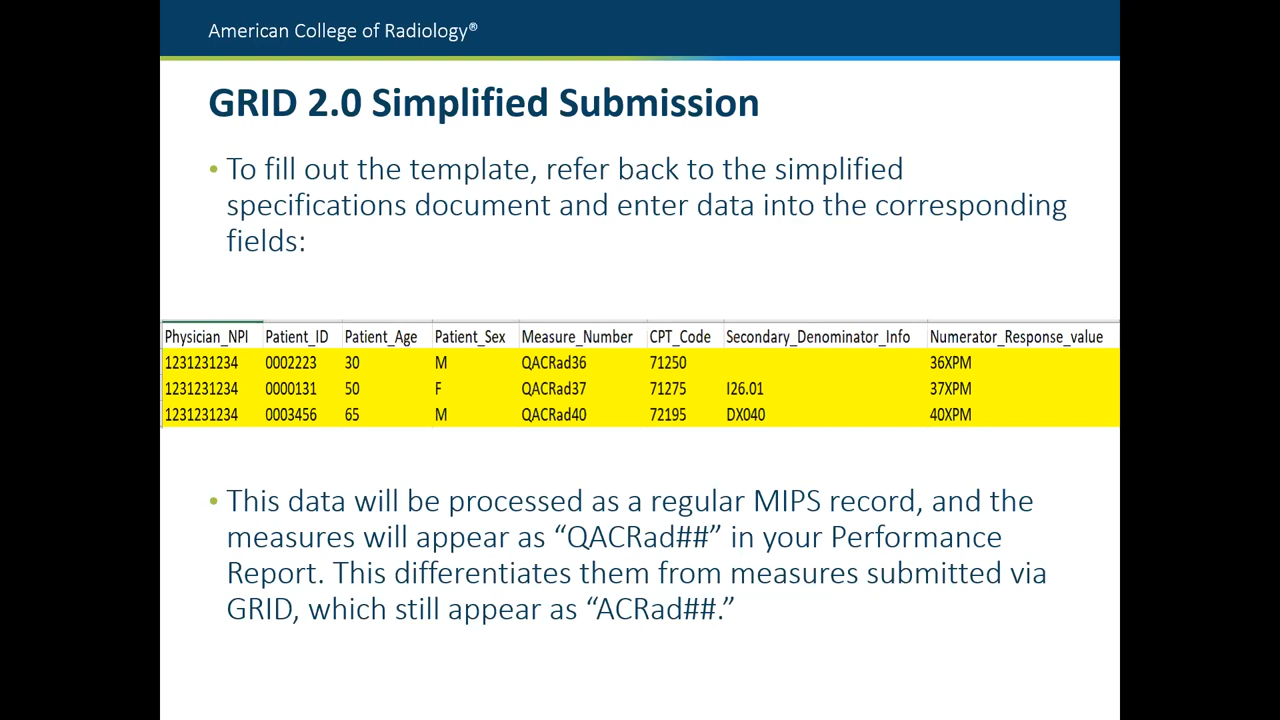 American College of Radiology®
GRID 2.0 Simplified Submission
• To fill out the template, refer back to the simplified
specifications document and enter data into the corresponding
fields:
Physician_NPI Patient_ID Patient_Age Patient_Sex Measure_Number CPT_Code Secondary_Denominator_Info Numerator_Response_value
1231231234 0002223 30 M QACRad36 71250 36XPM
1231231234 0000131 50 F QACRad37 71275 I26.01 37XPM
1231231234 0003456 65 M QACRad40 72195 DX040 40XPM
• This data will be processed as a regular MIPS record, and the
measures will appear as “QACRad##” in your Performance
Report. This differentiates them from measures submitted via
GRID, which still appear as “ACRad##.”